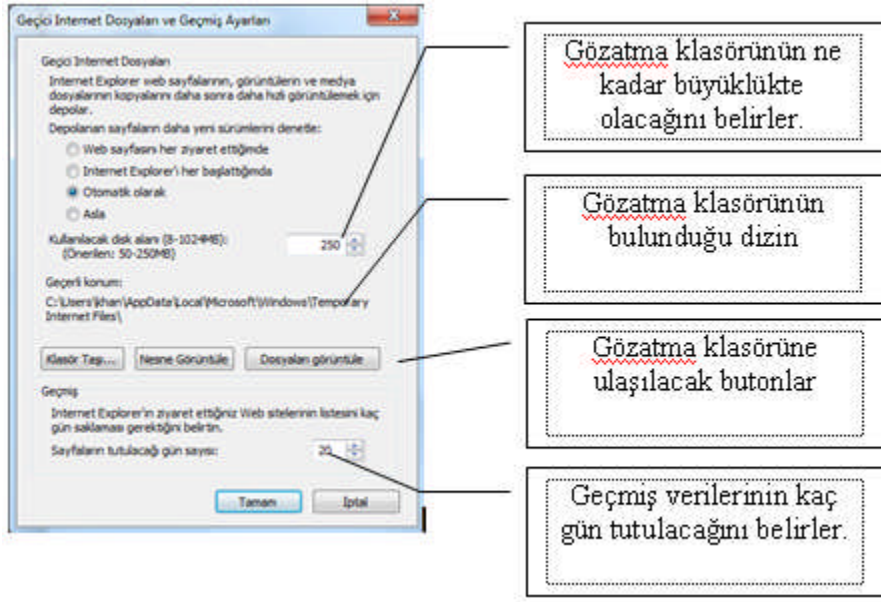 Geçici Internet Dosyaları ve Geçmiş Ayarları
Geçici Internet Dosyaları
Internet Explorer web sayfalarının, görüntülerin ve medya
dosyalarının kopyalarını daha sonra daha hızlı görüntülemek için
depolar.
Depolanan sayfaların daha yeni sürümlerini denetle:
Web sayfasını her ziyaret ettiğimde
Internet Explorer'ı her başlattığımda
Otomatik olarak
Asla
Kullanılacak disk alanı (8-1024MB):
(Önerilen: 50-250MB)
250
Geçerli konum:
C:\Users\khan\AppData\Local\Microsoft\Windows\Temporary
Internet Files\
Klasör Taşı...
Nesne Görüntüle
Dosyaları görüntüle
Geçmiş
Internet Explorer'ın ziyaret ettiğiniz Web sitelerinin listesini kaç
gün saklaması gerektiğini belirtin.
Sayfaların tutulacağı gün sayısı:
20
Tamam
İptal
Gözatma klasörünün ne
kadar büyüklükte
olacağını belirler.
Gözatma klasörünün
bulunduğu dizin
Gözatma klasörüne
ulaşılacak butonlar
Geçmiş verilerinin kaç
gün tutulacağını belirler.